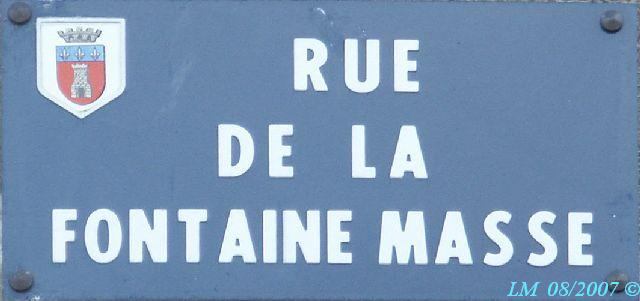 RUE
DE LA
FONTAINE MASSE
LM 08/2007 ©